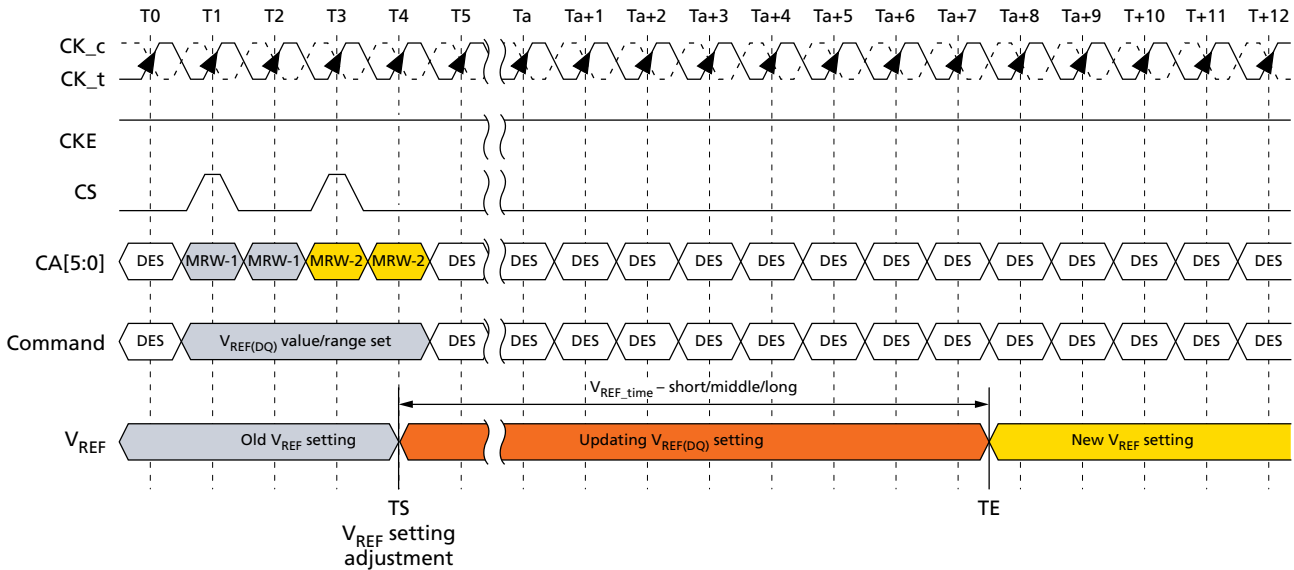 T0 T1 T2 T3 T4 T5 Ta Ta+1 Ta+2 Ta+3 Ta+4 Ta+5 Ta+6 Ta+7 Ta+8 Ta+9 T+10 T+11 T+12
CK_c
CK_t
CKE
CS
CA[5:0] DES MRW-1 MRW-1 MRW-2 MRW-2 DES DES DES DES DES DES DES DES DES DES DES DES DES DES
Command DES VREF(DQ) value/range set DES DES DES DES DES DES DES DES DES DES DES DES DES DES
VREF_time – short/middle/long
VREF Old VREF setting Updating VREF(DQ) setting New VREF setting
TS TE
VREF setting
adjustment